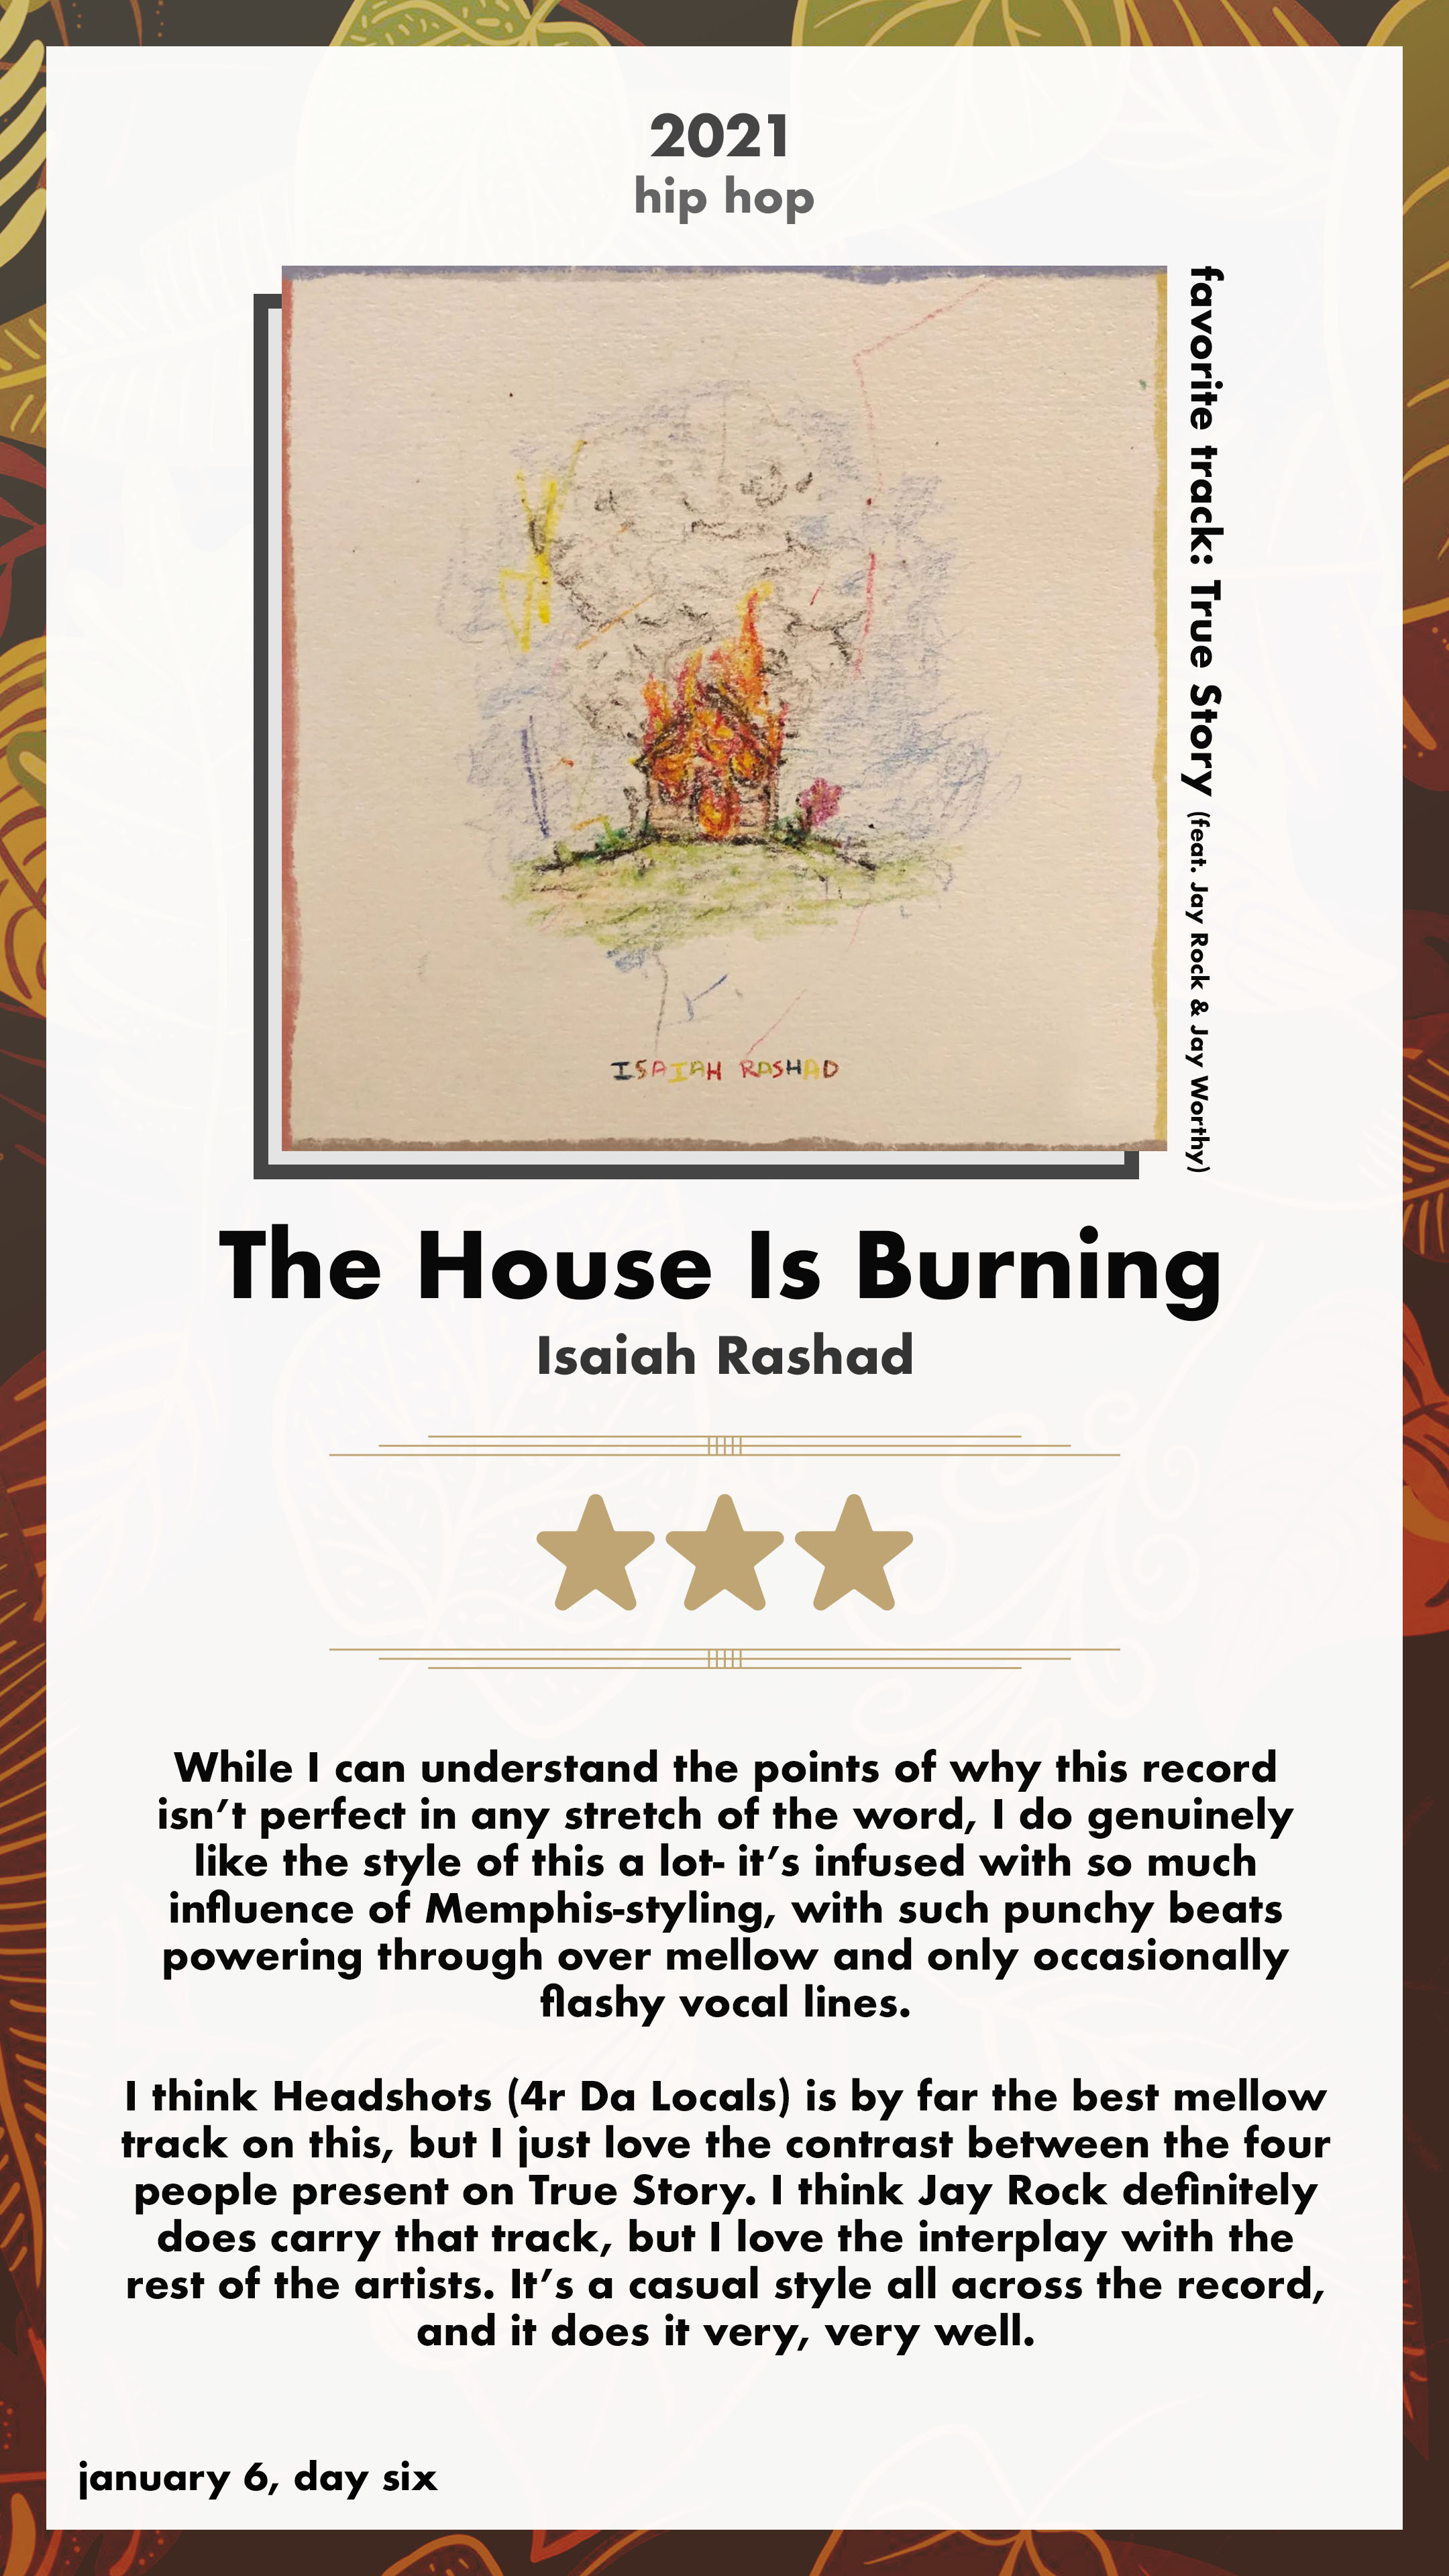 2021
hip hop
favorite track: True Story (feat. Jay Rock & Jay Worthy)
ISAIAH RASHAD
The House Is Burning
Isaiah Rashad
While I can understand the points of why this record
isn’t perfect in any stretch of the word, I do genuinely
like the style of this a lot- it’s infused with so much
influence of Memphis-styling, with such punchy beats
powering through over mellow and only occasionally
flashy vocal lines.
I think Headshots (4r Da Locals) is by far the best mellow
track on this, but I just love the contrast between the four
people present on True Story. I think Jay Rock definitely
does carry that track, but I love the interplay with the
rest of the artists. It’s a casual style all across the record,
and it does it very, very well.
january 6, day six